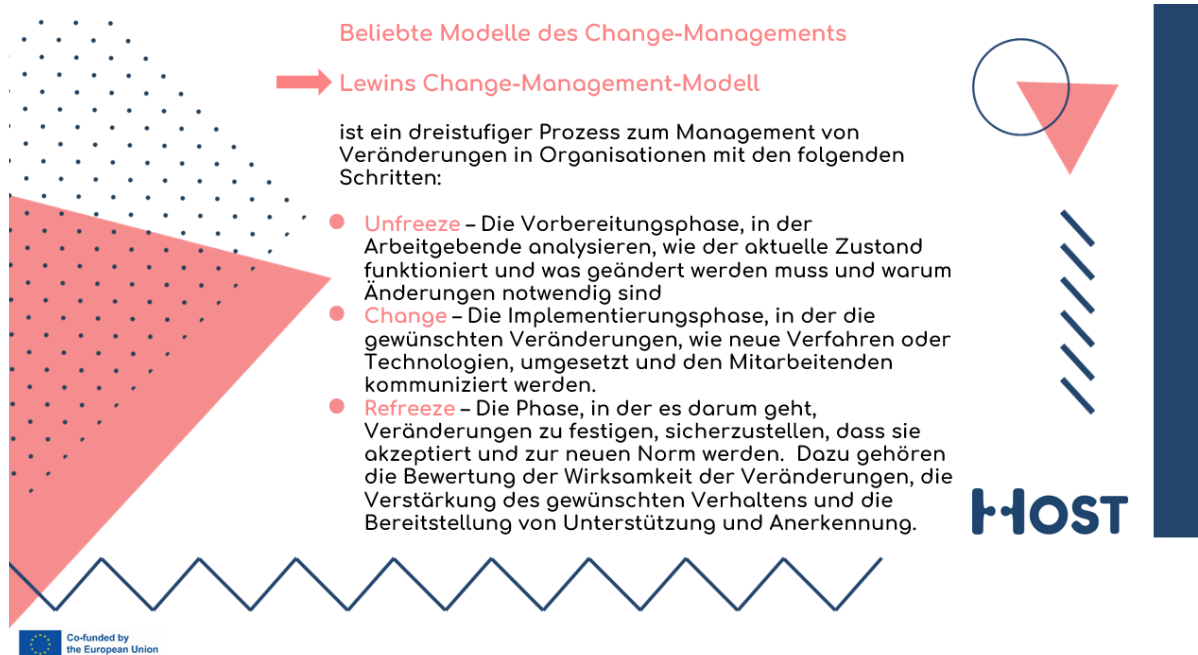 Beliebte Modelle des Change-Managements
Lewins Change-Management-Modell
ist ein dreistufiger Prozess zum Management von
Veränderungen in Organisationen mit den folgenden
Schritten:
Unfreeze – Die Vorbereitungsphase, in der
Arbeitgebende analysieren, wie der aktuelle Zustand
funktioniert und was geändert werden muss und warum
Änderungen notwendig sind
Change – Die Implementierungsphase, in der die
gewünschten Veränderungen, wie neue Verfahren oder
Technologien, umgesetzt und den Mitarbeitenden
kommuniziert werden.
Refreeze – Die Phase, in der es darum geht,
Veränderungen zu festigen, sicherzustellen, dass sie
akzeptiert und zur neuen Norm werden.  Dazu gehören
die Bewertung der Wirksamkeit der Veränderungen, die
Verstärkung des gewünschten Verhaltens und die
Bereitstellung von Unterstützung und Anerkennung.
HOST
Co-funded by
the European Union